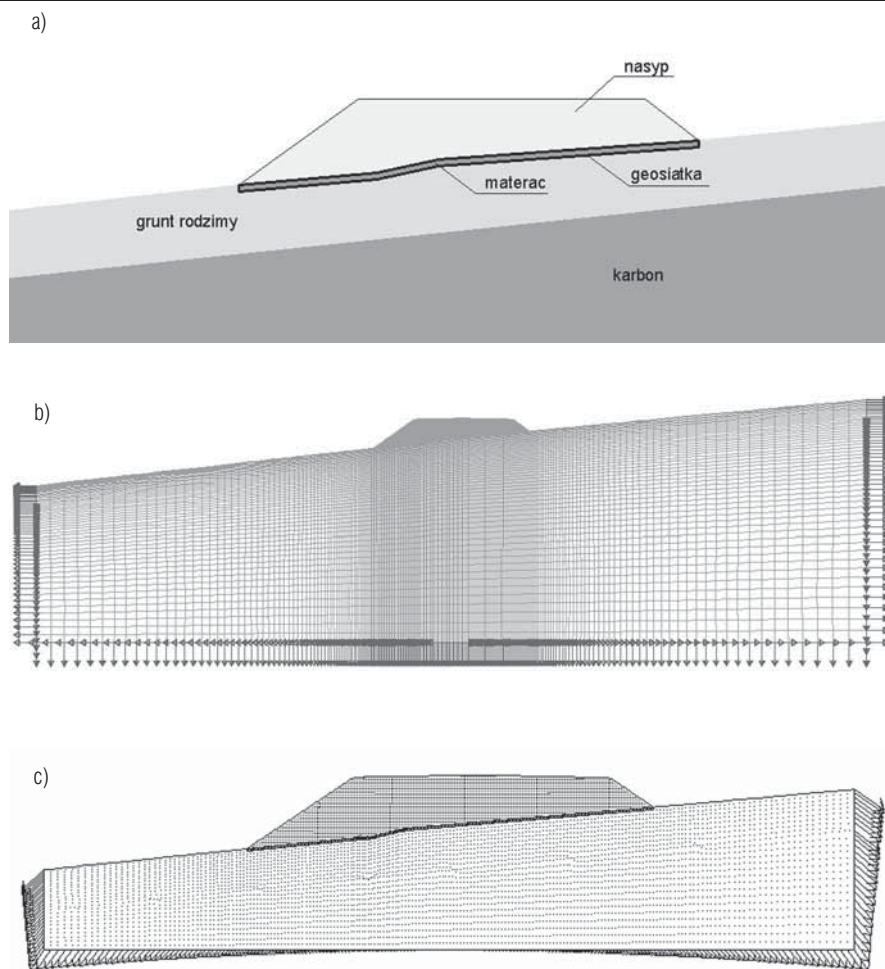 a)
nasyp
materac
geosiatka
grunt rodzimy
karbon
b)
c)